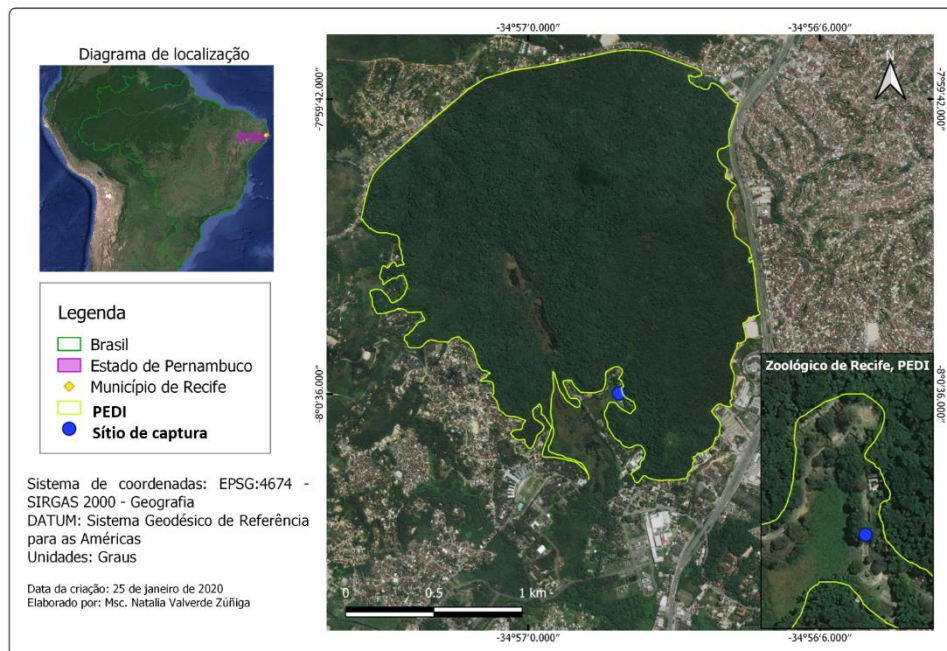 Diagrama de localização
Legenda
Brasil
Estado de Pernambuco
Município de Recife
PEDI
Sítio de captura
Sistema de coordenadas: EPSG:4674 -
SIRGAS 2000 - Geografia
DATUM: Sistema Geodésico de Referência
para as Américas
Unidades: Graus
Data da criação: 25 de janeiro de 2020
Elaborado por: Msc. Natalia Valverde Zúñiga
-34°57'0.000"
-34°56'6.000"
-7°59'42.000"
-7°59'42.000"
N
-8°0'36.000"
-8°0'36.000"
Zoológico de Recife, PEDI
0
0.5
1 km
-34°57'0.000"
-34°56'6.000"